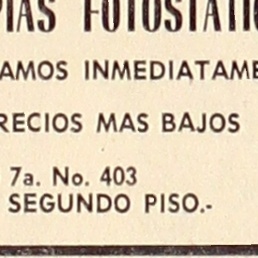 PIAS FOTOSTATIC
AMOS INMEDIATAME
RECIOS MAS BAJOS
7a. No. 403
SEGUNDO PISO.-